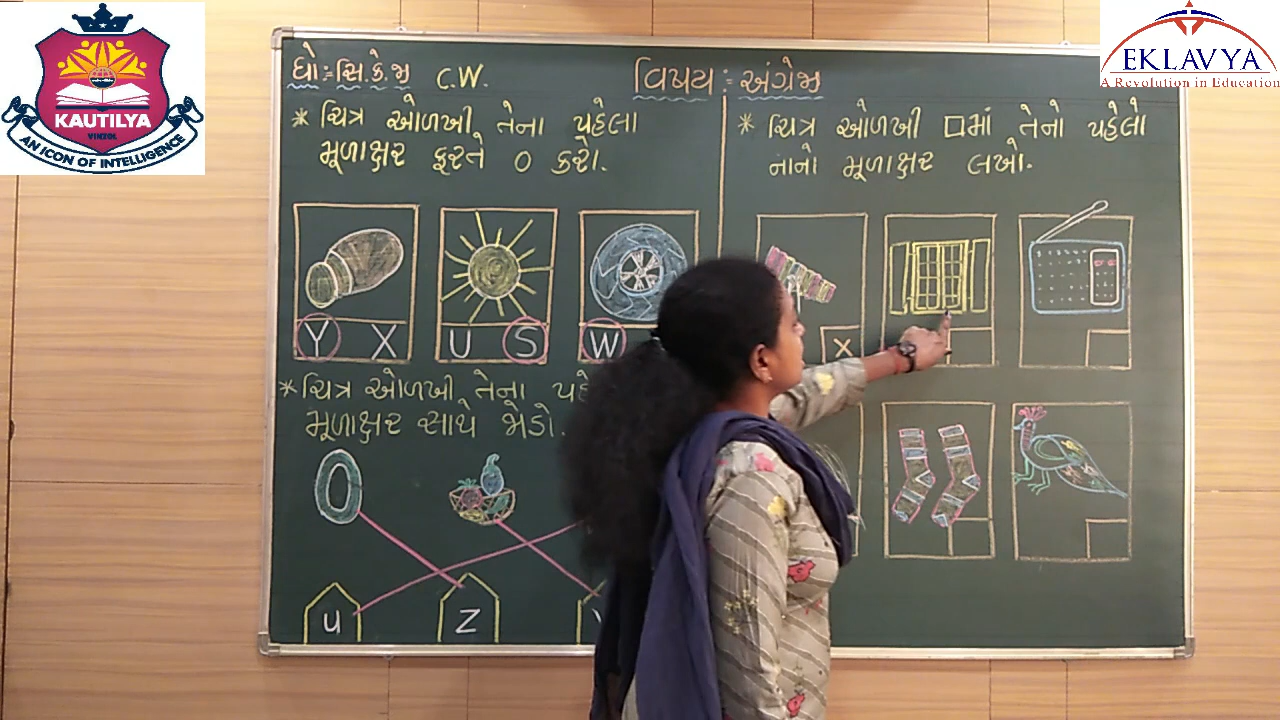 KAUTILYA
VINZOL
AN ICON OF INTELLIGENCE
EKLAVYA
A Revolution in Education
ધો:-સિ.કે.જી C.W.
વિષય:- અંગ્રેજી
* ચિત્ર ઓળખી તેના પહેલા
મૂળાક્ષર ફરતે O કરો.
Y X
U S
W
* ચિત્ર ઓળખી તેના
મૂળાક્ષર સાથે જોડો.
u
z
* ચિત્ર ઓળખી □માં તેનો પહેલો
નાનો મૂળાક્ષર લખો.
x